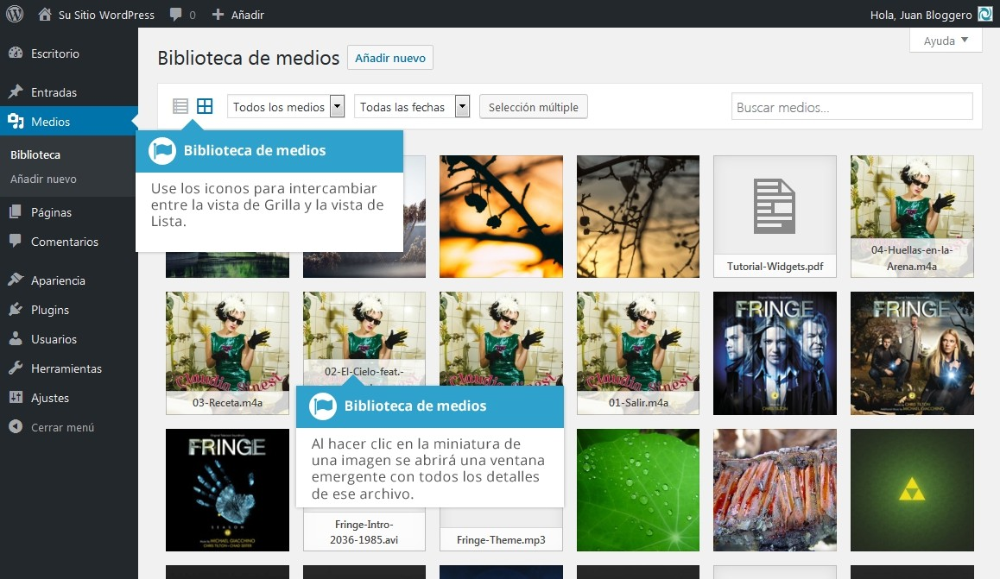 Su Sitio WordPress
0
Añadir
Hola, Juan Bloggero
Ayuda
Escritorio
Entradas
Medios
Biblioteca
Añadir nuevo
Páginas
Comentarios
Apariencia
Plugins
Usuarios
Herramientas
Ajustes
Cerrar menú
Biblioteca de medios
Añadir nuevo
Todos los medios
Todas las fechas
Selección múltiple
Buscar medios...
Biblioteca de medios
Use los iconos para intercambiar
entre la vista de Grilla y la vista de
Lista.
Tutorial-Widgets.pdf
04-Huellas-en-la-
Arena.m4a
03-Receta.m4a
02-El-Cielo-feat.-
01-Salir.m4a
FRINGE
FRINGE
Biblioteca de medios
Al hacer clic en la miniatura de
una imagen se abrirá una ventana
emergente con todos los detalles
de ese archivo.
FRINGE
SEASON
MICHAEL GIACCHINO
CHRIS TILTON
Fringe-Intro-
2036-1985.avi
Fringe-Theme.mp3